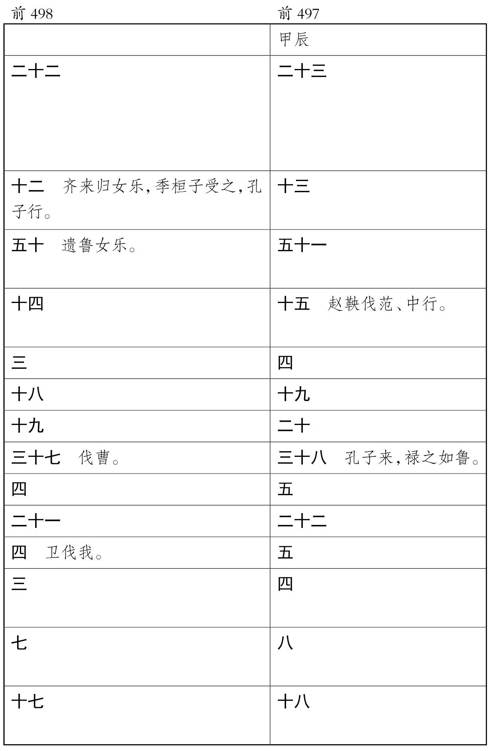 前 498
前 497
甲辰
二十二
二十三
十二 齐来归女乐，季桓子受之，孔
子行。
十三
五十 遗鲁女乐。
五十一
十四
十五 赵鞅伐范、中行。
三
四
十八
十九
十九
二十
三十七 伐曹。
三十八 孔子来，禄之如鲁。
四
五
二十一
二十二
四 卫伐我。
五
三
四
七
八
十七
十八